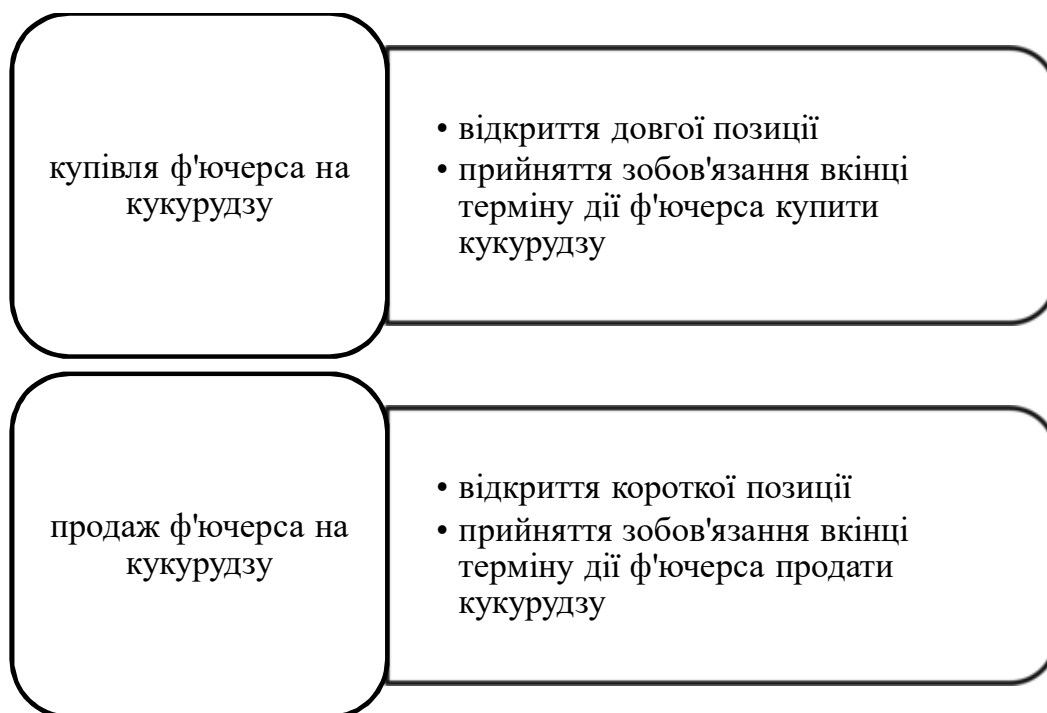 купівля ф'ючерса на
кукурудзу
• відкриття довгої позиції
• прийняття зобов'язання вкінці
терміну дії ф'ючерса купити
кукурудзу
продаж ф'ючерса на
кукурудзу
• відкриття короткої позиції
• прийняття зобов'язання вкінці
терміну дії ф'ючерса продати
кукурудзу